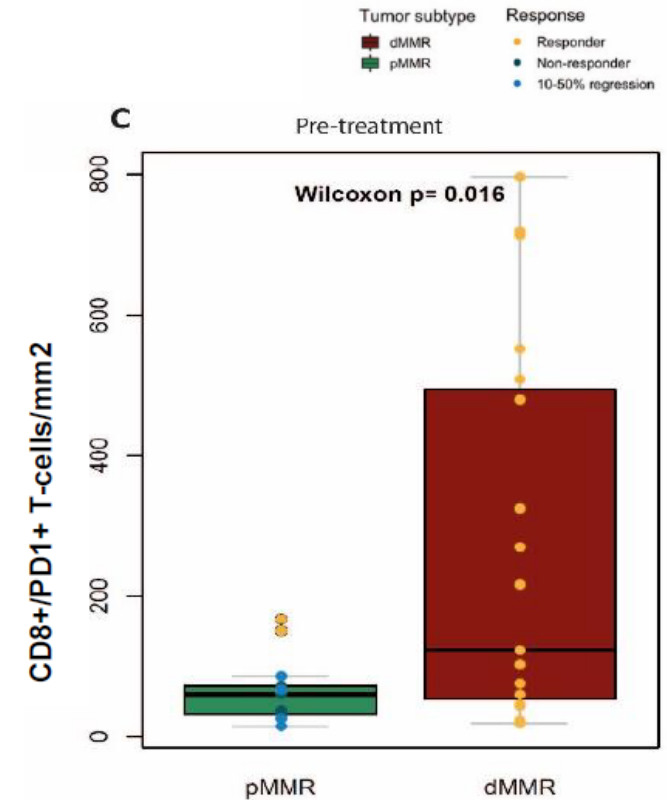 Tumor subtype Response
dMMR Responder
pMMR Non-responder
10-50% regression
C Pre-treatment
Wilcoxon p= 0.016
CD8+/PD1+ T-cells/mm2
800
600
400
200
0
pMMR dMMR